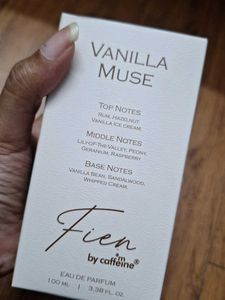 VANILLA
MUSE
TOP NOTES
RUM, HAZELNUT
VANILLA ICE CREAM,
MIDDLE NOTES
LILY-OF-THE-VALLEY, PEONY,
GERANIUM, RASPBERRY
BASE NOTES
VANILLA BEAN, SANDALWOOD,
WHIPPED CREAM,
Fien
by caffeine®
EAU DE PARFUM
100 ML | 3.38 FL. OZ.